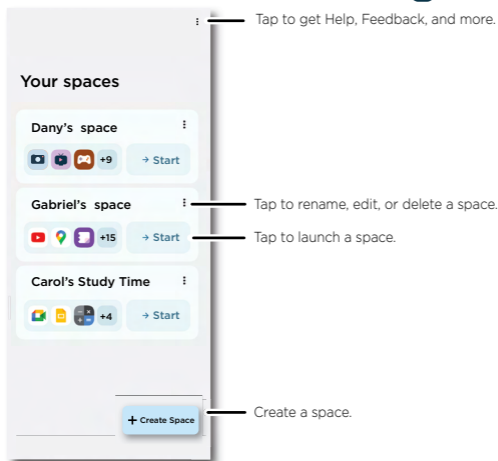 Tap to get Help, Feedback, and more.
Your spaces
Dany's space
+9
→ Start
Gabriel's space
Tap to rename, edit, or delete a space.
+15
→ Start
Tap to launch a space.
Carol's Study Time
+4
→ Start
+ Create Space
Create a space.